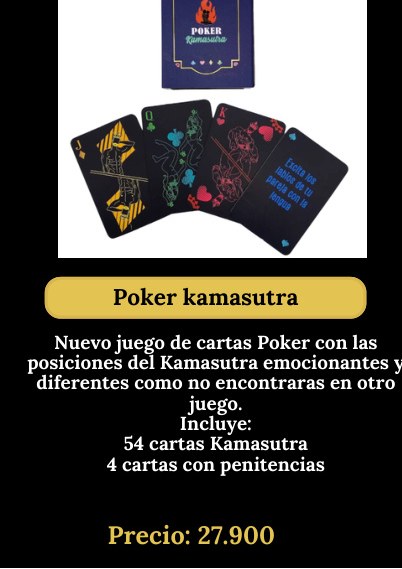 POKER
Kamasutra
J
Q
K
Excita los
labios de tu
pareja con la
lengua
Poker kamasutra
Nuevo juego de cartas Poker con las
posiciones del Kamasutra emocionantes y
diferentes como no encontraras en otro
juego.
Incluye:
54 cartas Kamasutra
4 cartas con penitencias
Precio: 27.900